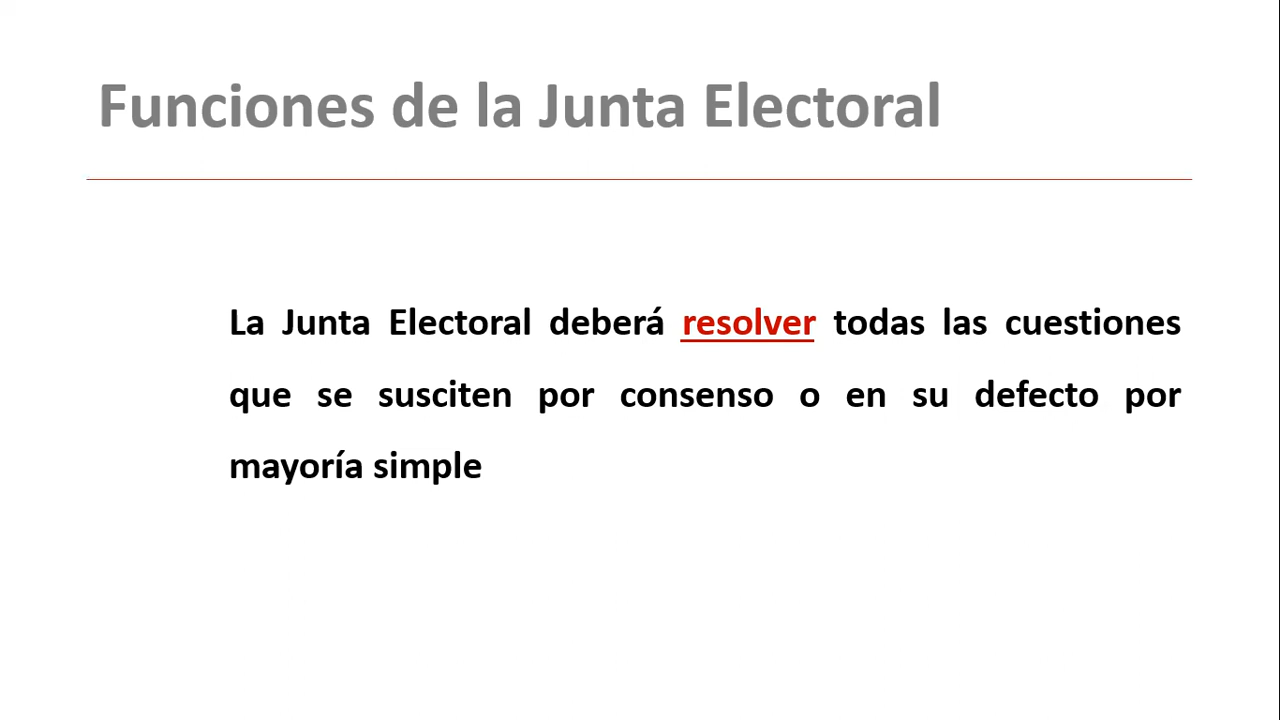 Funciones de la Junta Electoral
La Junta Electoral deberá resolver todas las cuestiones
que se susciten por consenso o en su defecto por
mayoría simple